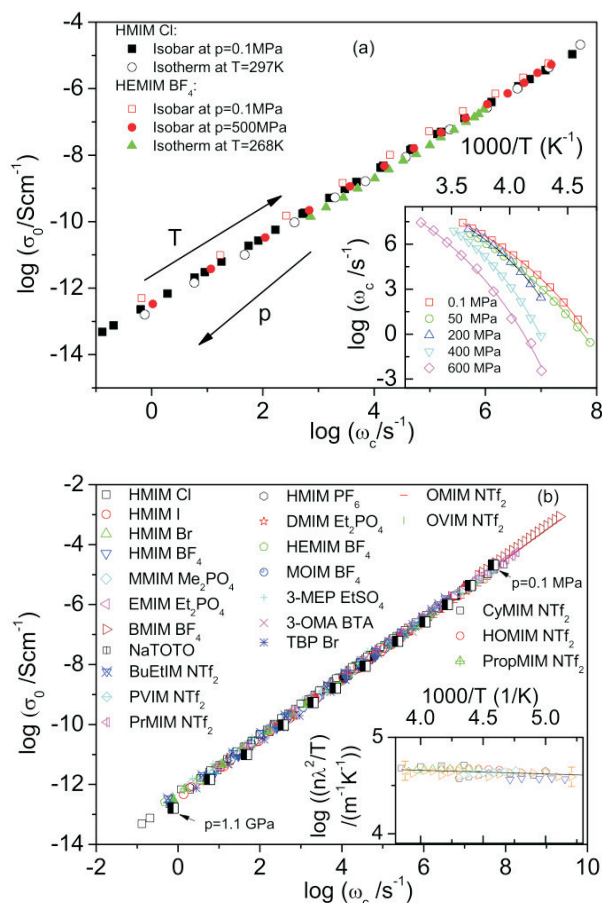 (a)
HMIM Cl:
Isobar at p=0.1MPa
Isotherm at T=297K
HEMIM BF4:
Isobar at p=0.1MPa
Isobar at p=500MPa
Isotherm at T=268K
-4
-6
-8
-10
-12
-14
log (σ0/Scm-1)
T
p
1000/T (K-1)
3.5 4.0 4.5
log (ωc /s-1)
6
3
0
-3
0.1 MPa
50 MPa
200 MPa
400 MPa
600 MPa
0 2 4 6 8
log (ωc/s-1)
(b)
-2
-4
-6
-8
-10
-12
-14
log (σ0 /Scm-1)
HMIM Cl
HMIM I
HMIM Br
HMIM BF4
MMIM Me2PO4
EMIM Et2PO4
BMIM BF4
NaTOTO
BuEtIM NTf2
PVIM NTf2
PrMIM NTf2
HMIM PF6
DMIM Et2PO4
HEMIM BF4
MOIM BF4
3-MEP EtSO4
3-OMA BTA
TBP Br
OMIM NTf2
OVIM NTf2
p=0.1 MPa
CyMIM NTf2
HOMIM NTf2
PropMIM NTf2
p=1.1 GPa
1000/T (1/K)
4.0 4.5 5.0
log ((nλ2/T)
/(m-1K-1))
5
4
-2 0 2 4 6 8 10
log (ωc/s-1)